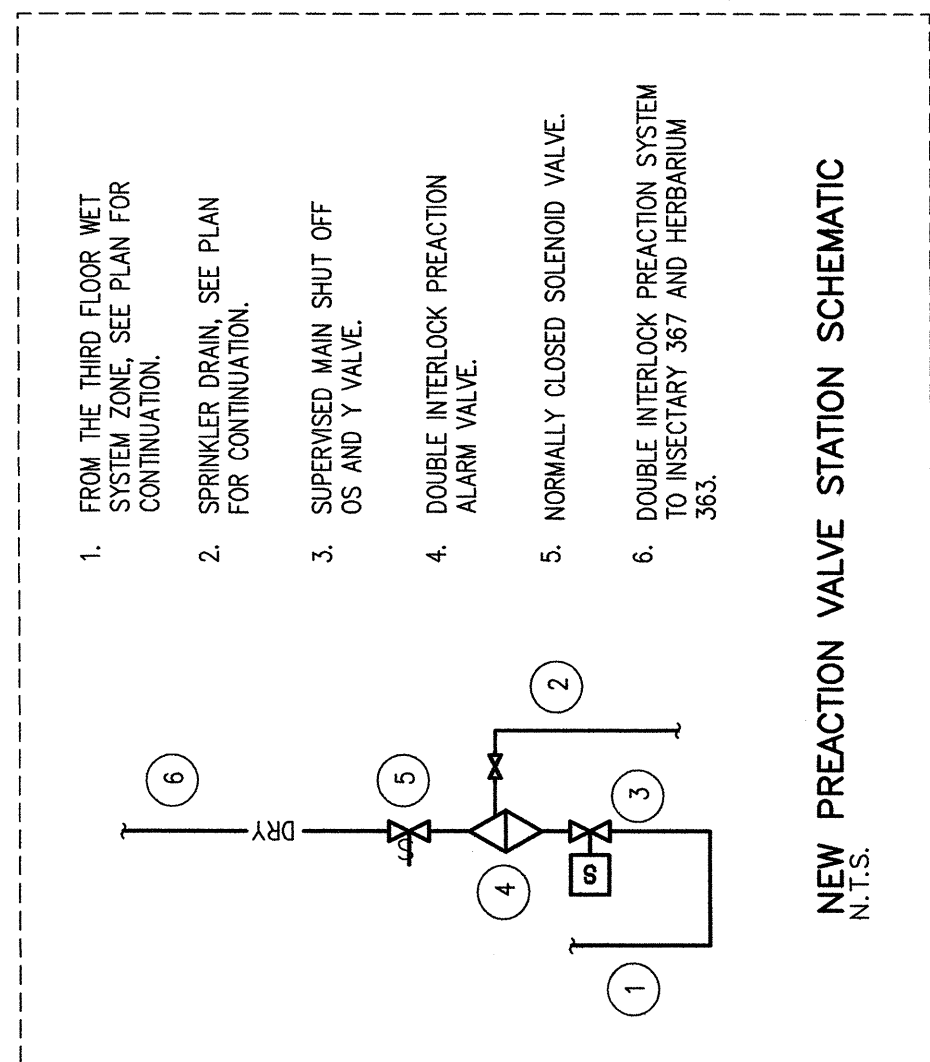 1. FROM THE THIRD FLOOR WET
SYSTEM ZONE, SEE PLAN FOR
CONTINUATION.
2. SPRINKLER DRAIN, SEE PLAN
FOR CONTINUATION.
3. SUPERVISED MAIN SHUT OFF
OS AND Y VALVE.
4. DOUBLE INTERLOCK PREACTION
ALARM VALVE.
5. NORMALLY CLOSED SOLENOID VALVE.
6. DOUBLE INTERLOCK PREACTION SYSTEM
TO INSECTARY 367 AND HERBARIUM
363.
6
DRY
5
2
4
S
3
1
NEW PREACTION VALVE STATION SCHEMATIC
N.T.S.